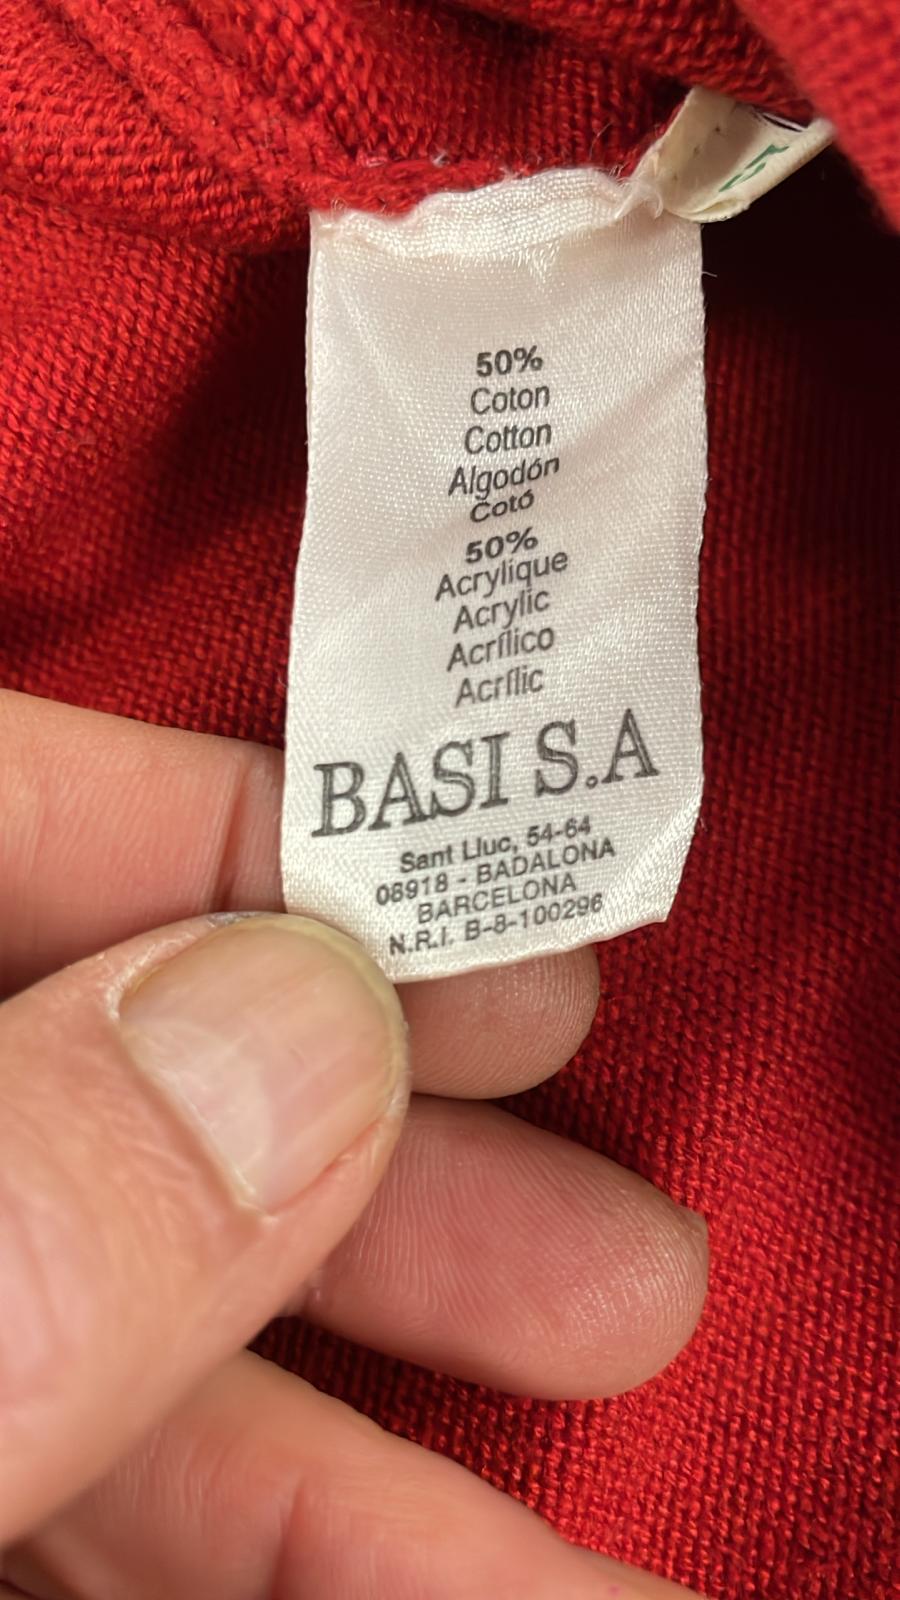 50%
Coton
Cotton
Algodón
Cotó
50%
Acrylique
Acrylic
Acrílico
Acrílic
BASI S.A
Sant Lluc, 54-64
08918 - BADALONA
BARCELONA
N.R.I. B-8-100296